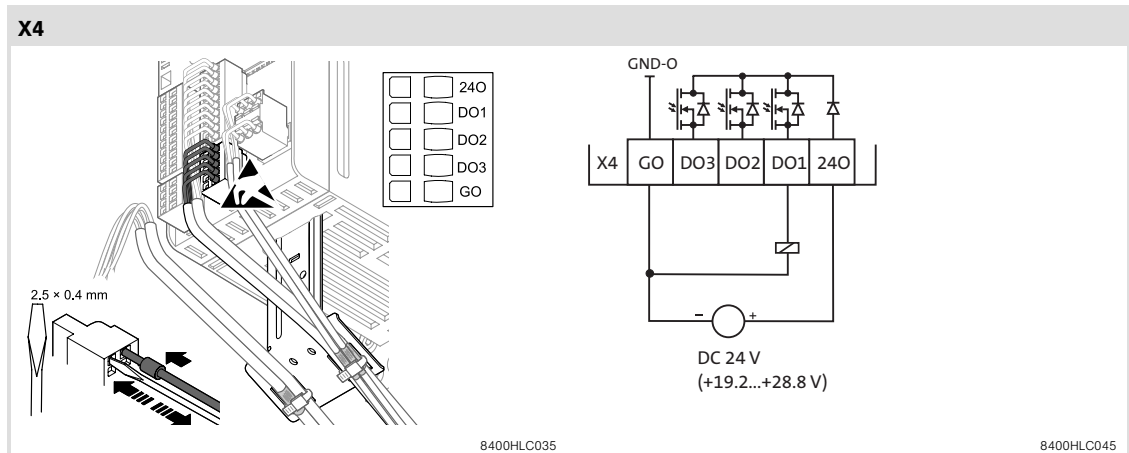 X4
24O
DO1
DO2
DO3
GO
2.5 × 0.4 mm
8400HLC035
GND-O
X4 GO DO3 DO2 DO1 24O
– +
DC 24 V
(+19.2...+28.8 V)
8400HLC045